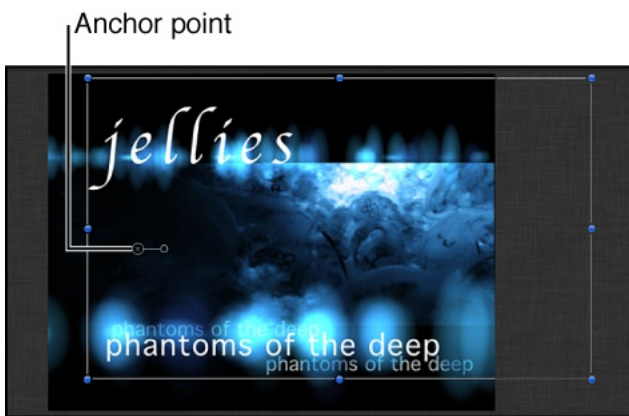 Anchor point
jellies
phantoms of the deep
phantoms of the deep
phantoms of the deep